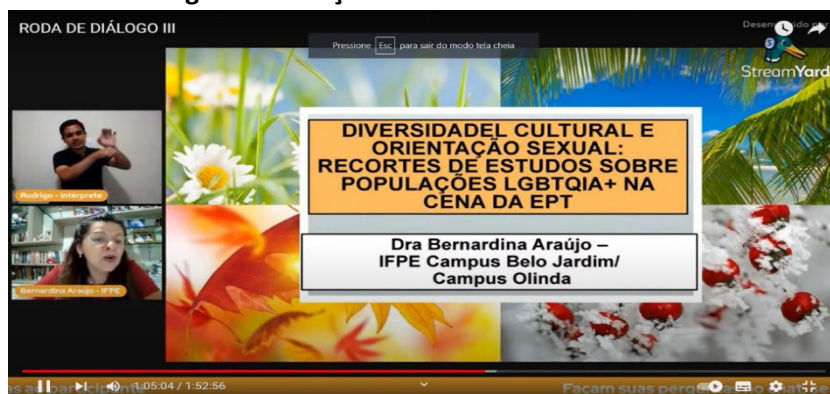 RODA DE DIÁLOGO III
Pressione Esc para sair do modo tela cheia
StreamYard
DIVERSIDADEL CULTURAL E
ORIENTAÇÃO SEXUAL:
RECORTES DE ESTUDOS SOBRE
POPULAÇÕES LGBTQIA+ NA
CENA DA EPT
Dra Bernardina Araújo –
IFPE Campus Belo Jardim/
Campus Olinda
Rodrigo - Intérprete
Bernardina Araújo - IFPE
1:05:04 / 1:52:56
Façam suas